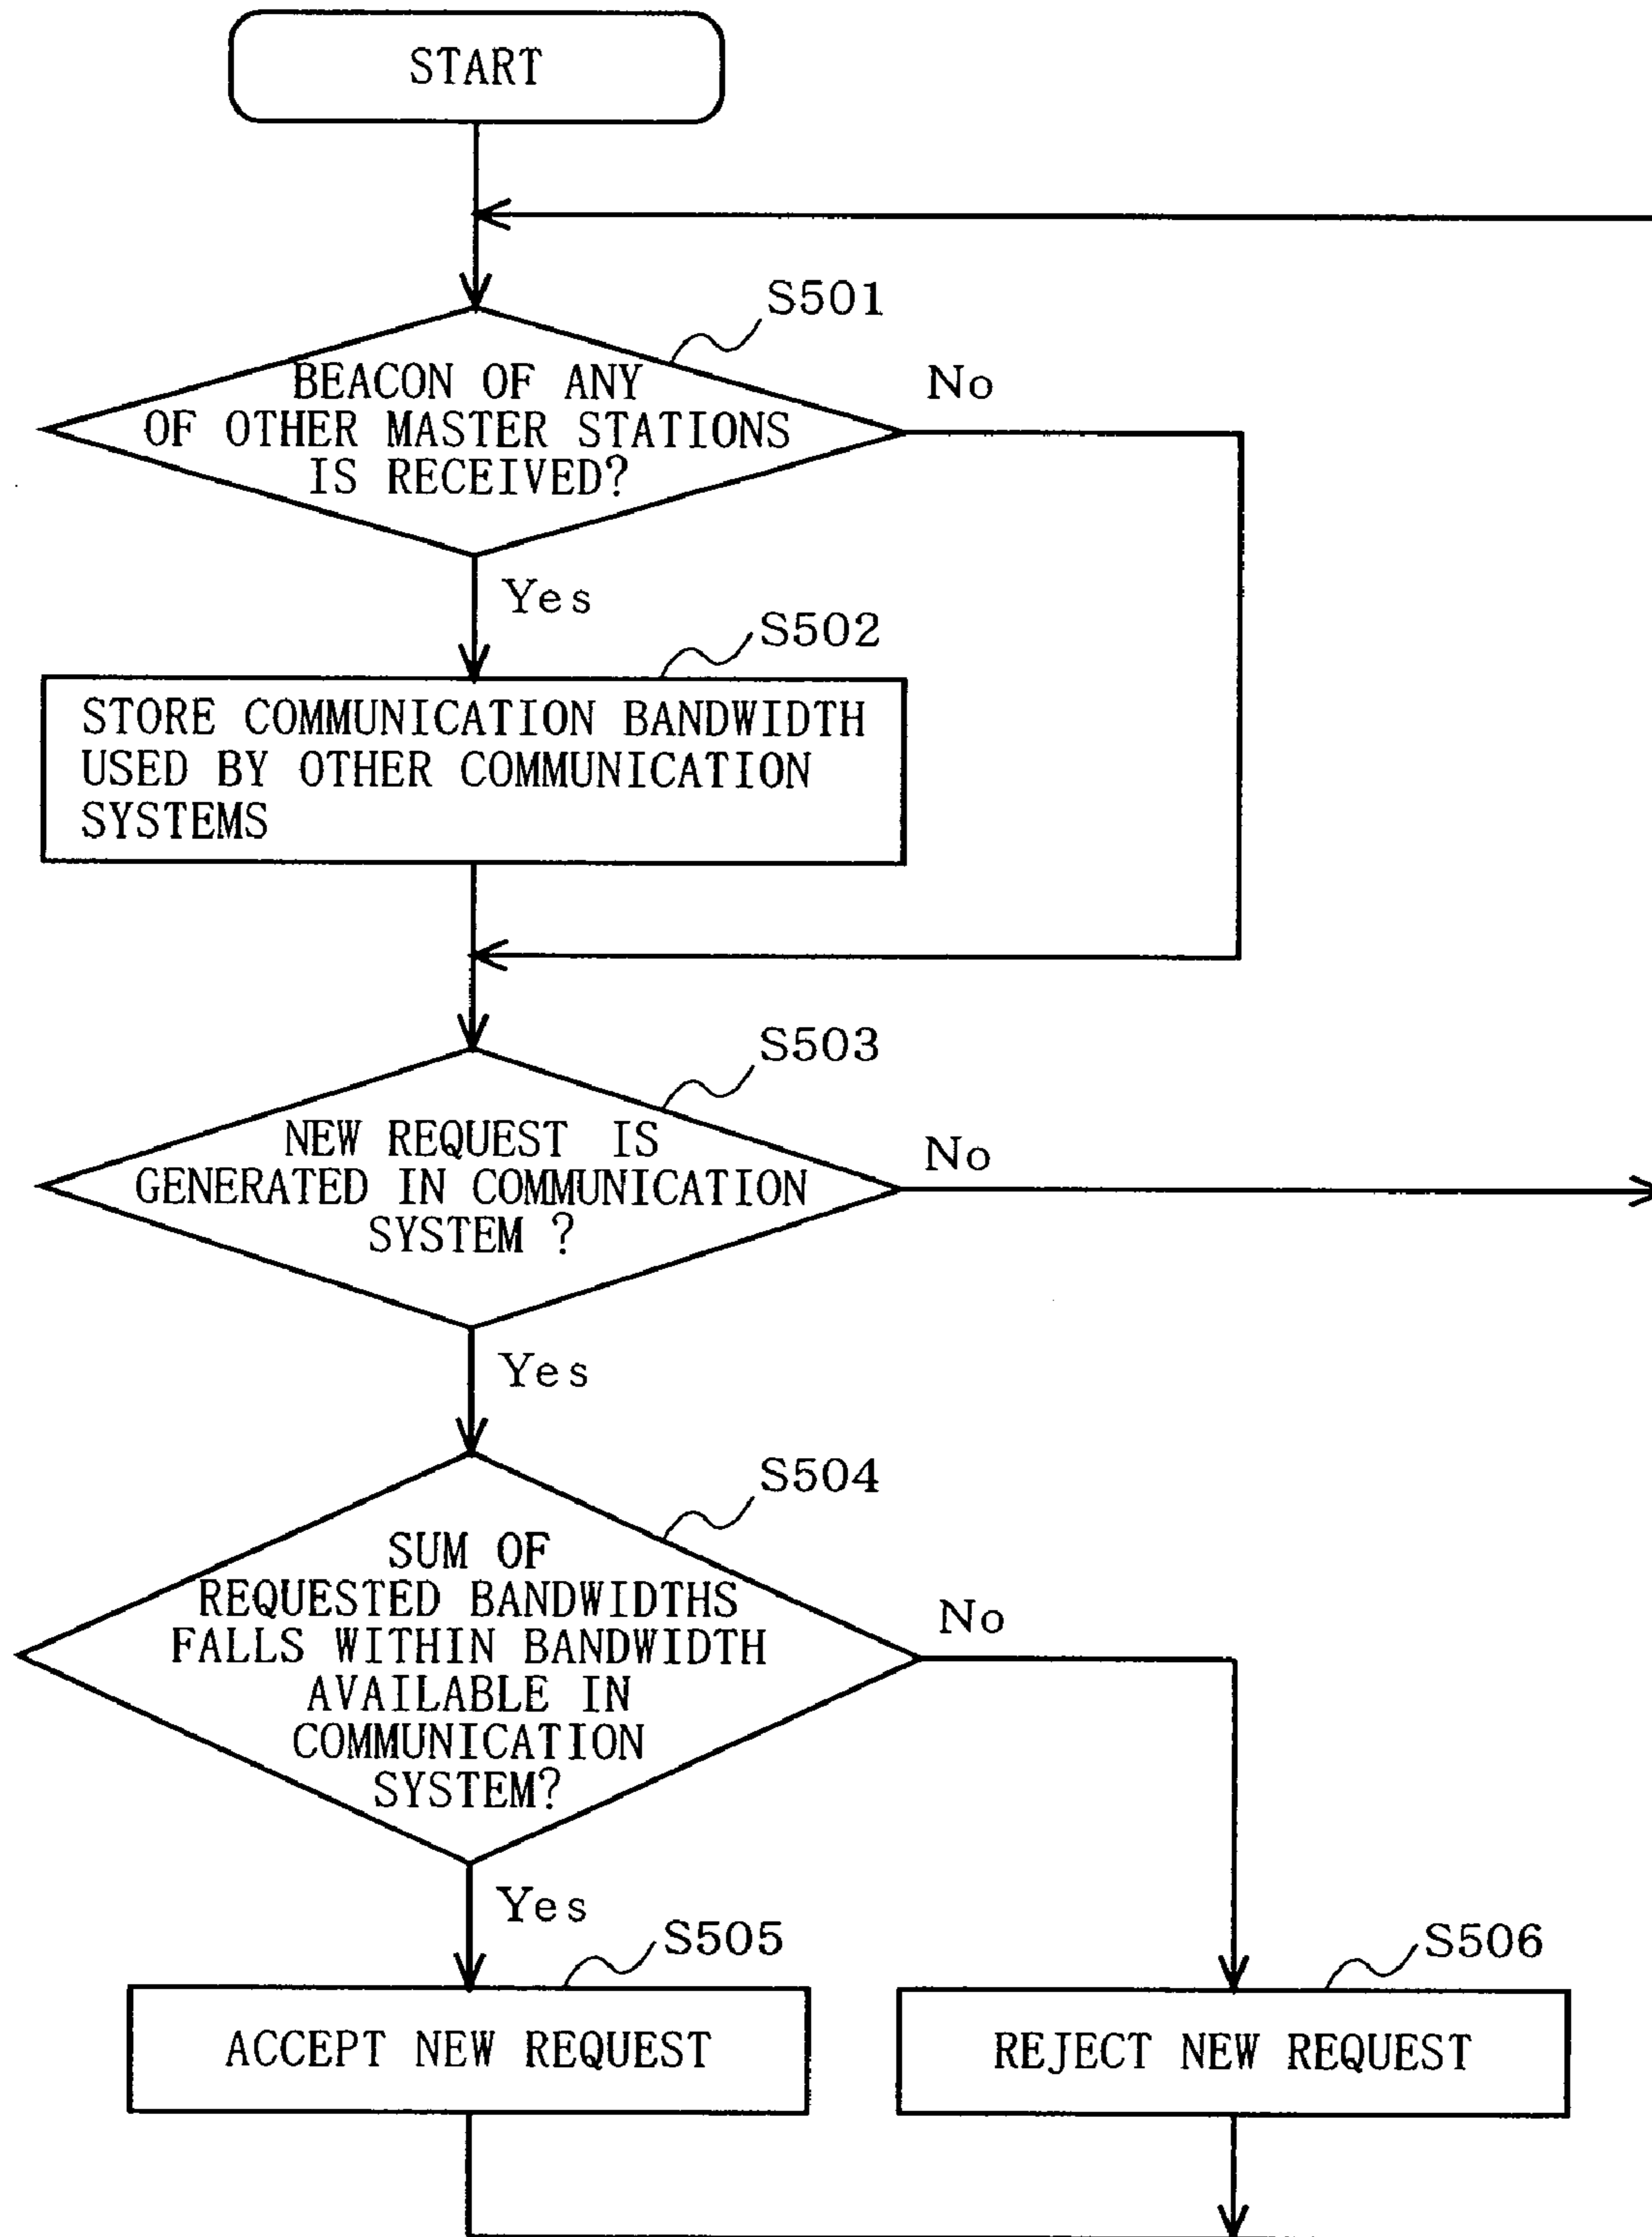 START
S501
BEACON OF ANY
OF OTHER MASTER STATIONS
IS RECEIVED?
No
Yes
S502
STORE COMMUNICATION BANDWIDTH
USED BY OTHER COMMUNICATION
SYSTEMS
S503
NEW REQUEST IS
GENERATED IN COMMUNICATION
SYSTEM ?
No
Yes
S504
SUM OF
REQUESTED BANDWIDTHS
FALLS WITHIN BANDWIDTH
AVAILABLE IN
COMMUNICATION
SYSTEM?
No
Yes
S505
ACCEPT NEW REQUEST
S506
REJECT NEW REQUEST